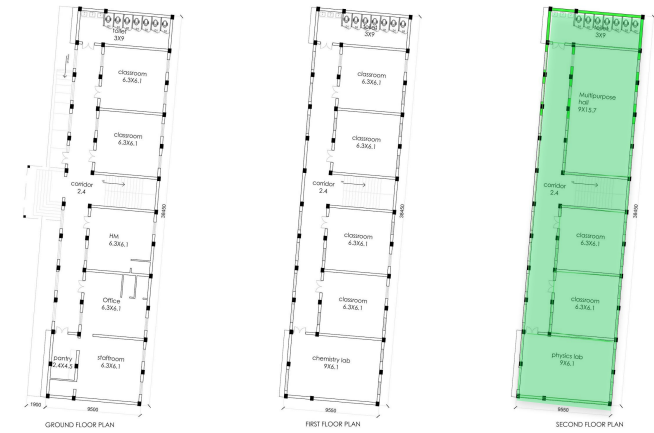 toilet
3X9
classroom
6.3X6.1
classroom
6.3X6.1
corridor
2.4
38450
HM
6.3X6.1
Office
6.3X6.1
pantry
2.4X4.5
staffroom
6.3X6.1
1900
9500
GROUND FLOOR PLAN
3X9
classroom
6.3X6.1
classroom
6.3X6.1
corridor
2.4
38450
classroom
6.3X6.1
classroom
6.3X6.1
chemistry lab
9X6.1
9500
FIRST FLOOR PLAN
3X9
Multipurpose
hall
9X15.7
corridor
2.4
38450
classroom
6.3X6.1
classroom
6.3X6.1
physics lab
9X6.1
9500
SECOND FLOOR PLAN